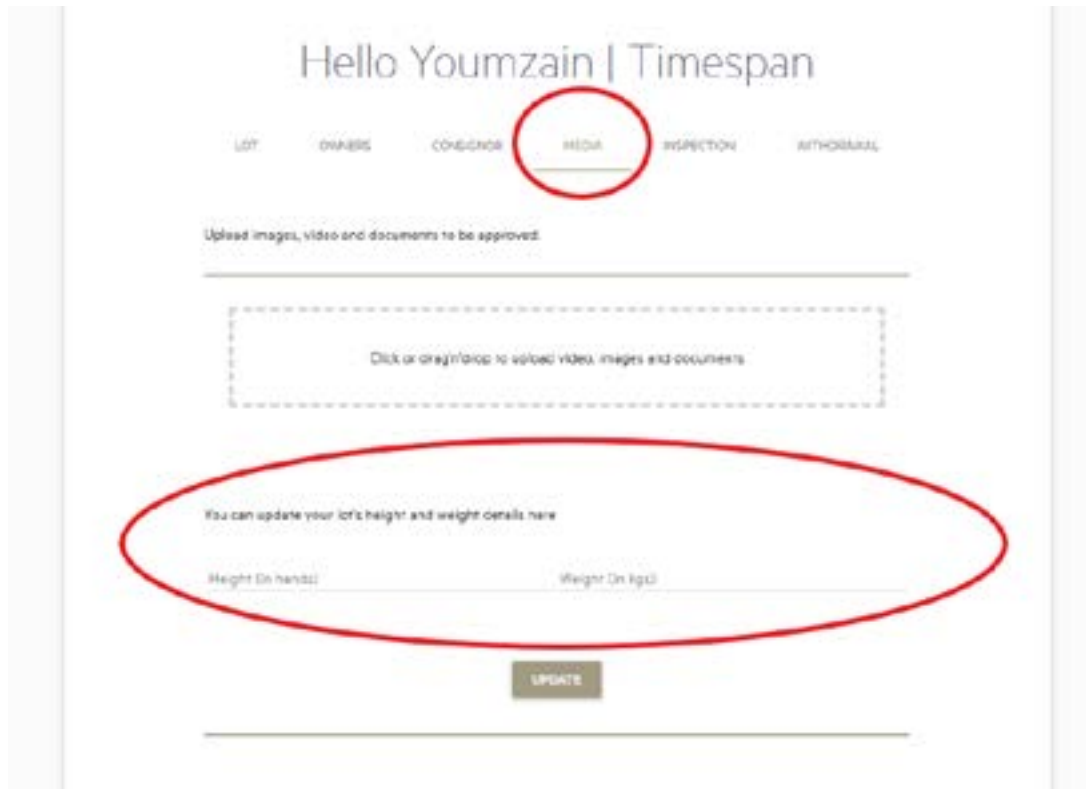 Hello Youmzain | Timespan
LOT OWNERS CONSIGNOR MEDIA INSPECTION WITHDRAWAL
Upload images, video and documents to be approved.
Click or drag'n'drop to upload video, images and documents
You can update your lot's height and weight details here
Height (in hands) Weight (in kgs)
UPDATE